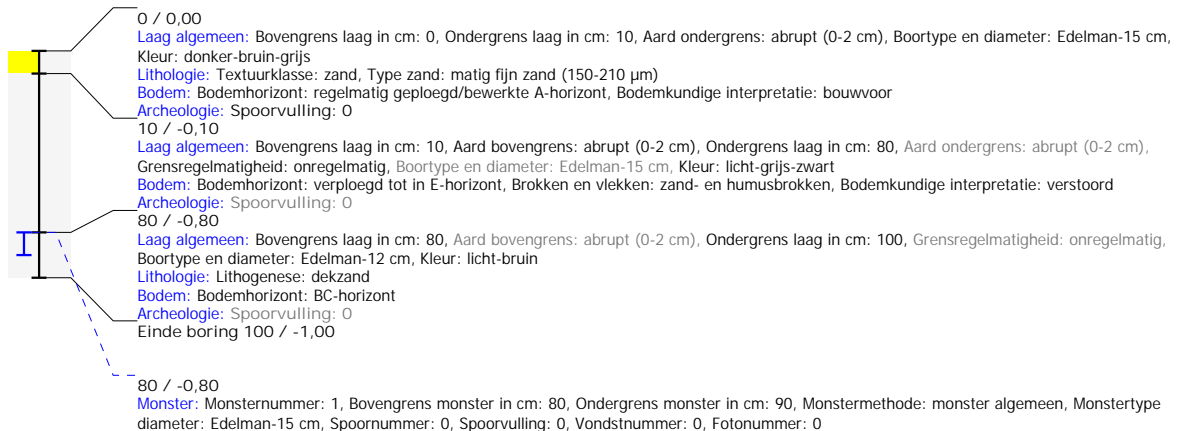 0 / 0,00
Laag algemeen: Bovengrens laag in cm: 0, Ondergrens laag in cm: 10, Aard ondergrens: abrupt (0-2 cm), Boortype en diameter: Edelman-15 cm,
Kleur: donker-bruin-grijs
Lithologie: Textuurklasse: zand, Type zand: matig fijn zand (150-210 µm)
Bodem: Bodemhorizont: regelmatig geploegd/bewerkte A-horizont, Bodemkundige interpretatie: bouwvoor
Archeologie: Spoorvulling: 0
10 / -0,10
Laag algemeen: Bovengrens laag in cm: 10, Aard bovengrens: abrupt (0-2 cm), Ondergrens laag in cm: 80, Aard ondergrens: abrupt (0-2 cm),
Grensregelmatigheid: onregelmatig, Boortype en diameter: Edelman-15 cm, Kleur: licht-grijs-zwart
Bodem: Bodemhorizont: verploegd tot in E-horizont, Brokken en vlekken: zand- en humusbrokken, Bodemkundige interpretatie: verstoord
Archeologie: Spoorvulling: 0
80 / -0,80
Laag algemeen: Bovengrens laag in cm: 80, Aard bovengrens: abrupt (0-2 cm), Ondergrens laag in cm: 100, Grensregelmatigheid: onregelmatig,
Boortype en diameter: Edelman-12 cm, Kleur: licht-bruin
Lithologie: Lithogenese: dekzand
Bodem: Bodemhorizont: BC-horizont
Archeologie: Spoorvulling: 0
Einde boring 100 / -1,00
80 / -0,80
Monster: Monsternummer: 1, Bovengrens monster in cm: 80, Ondergrens monster in cm: 90, Monstermethode: monster algemeen, Monstertype
diameter: Edelman-15 cm, Spoornummer: 0, Spoorvulling: 0, Vondstnummer: 0, Fotonummer: 0